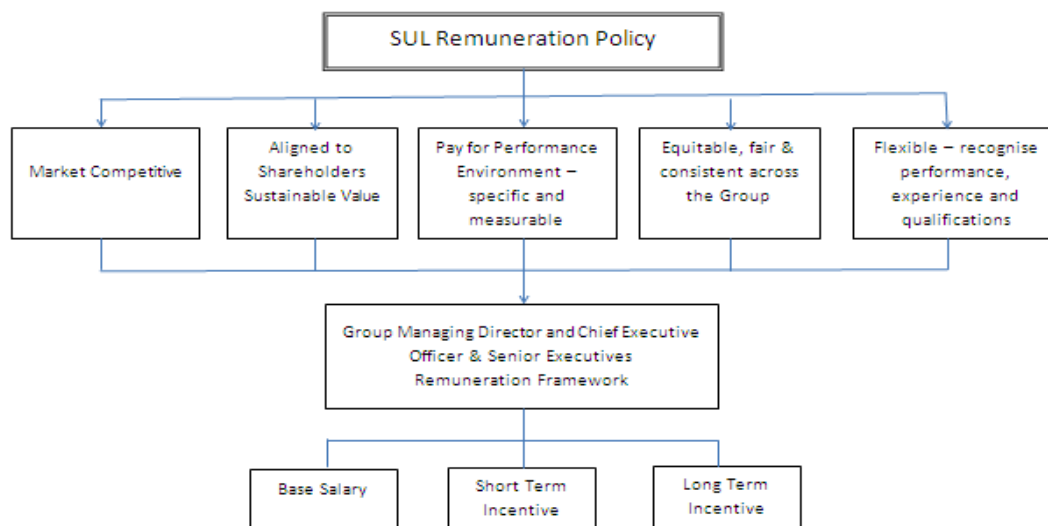 SUL Remuneration Policy
Market Competitive
Aligned to
Shareholders
Sustainable Value
Pay for Performance
Environment –
specific and
measurable
Equitable, fair &
consistent across
the Group
Flexible – recognise
performance,
experience and
qualifications
Group Managing Director and Chief Executive
Officer & Senior Executives
Remuneration Framework
Base Salary
Short Term
Incentive
Long Term
Incentive